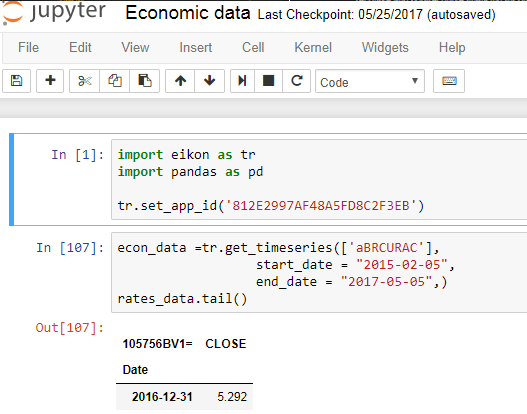 jupyter Economic data Last Checkpoint: 05/25/2017 (autosaved)
File Edit View Insert Cell Kernel Widgets Help
Code
In [1]: import eikon as tr
import pandas as pd
tr.set_app_id('812E2997AF48A5FD8C2F3EB')
In [107]: econ_data =tr.get_timeseries(['aBRCURAC'],
start_date = "2015-02-05",
end_date = "2017-05-05",)
rates_data.tail()
Out[107]:
105756BV1= CLOSE
Date
2016-12-31 5.292